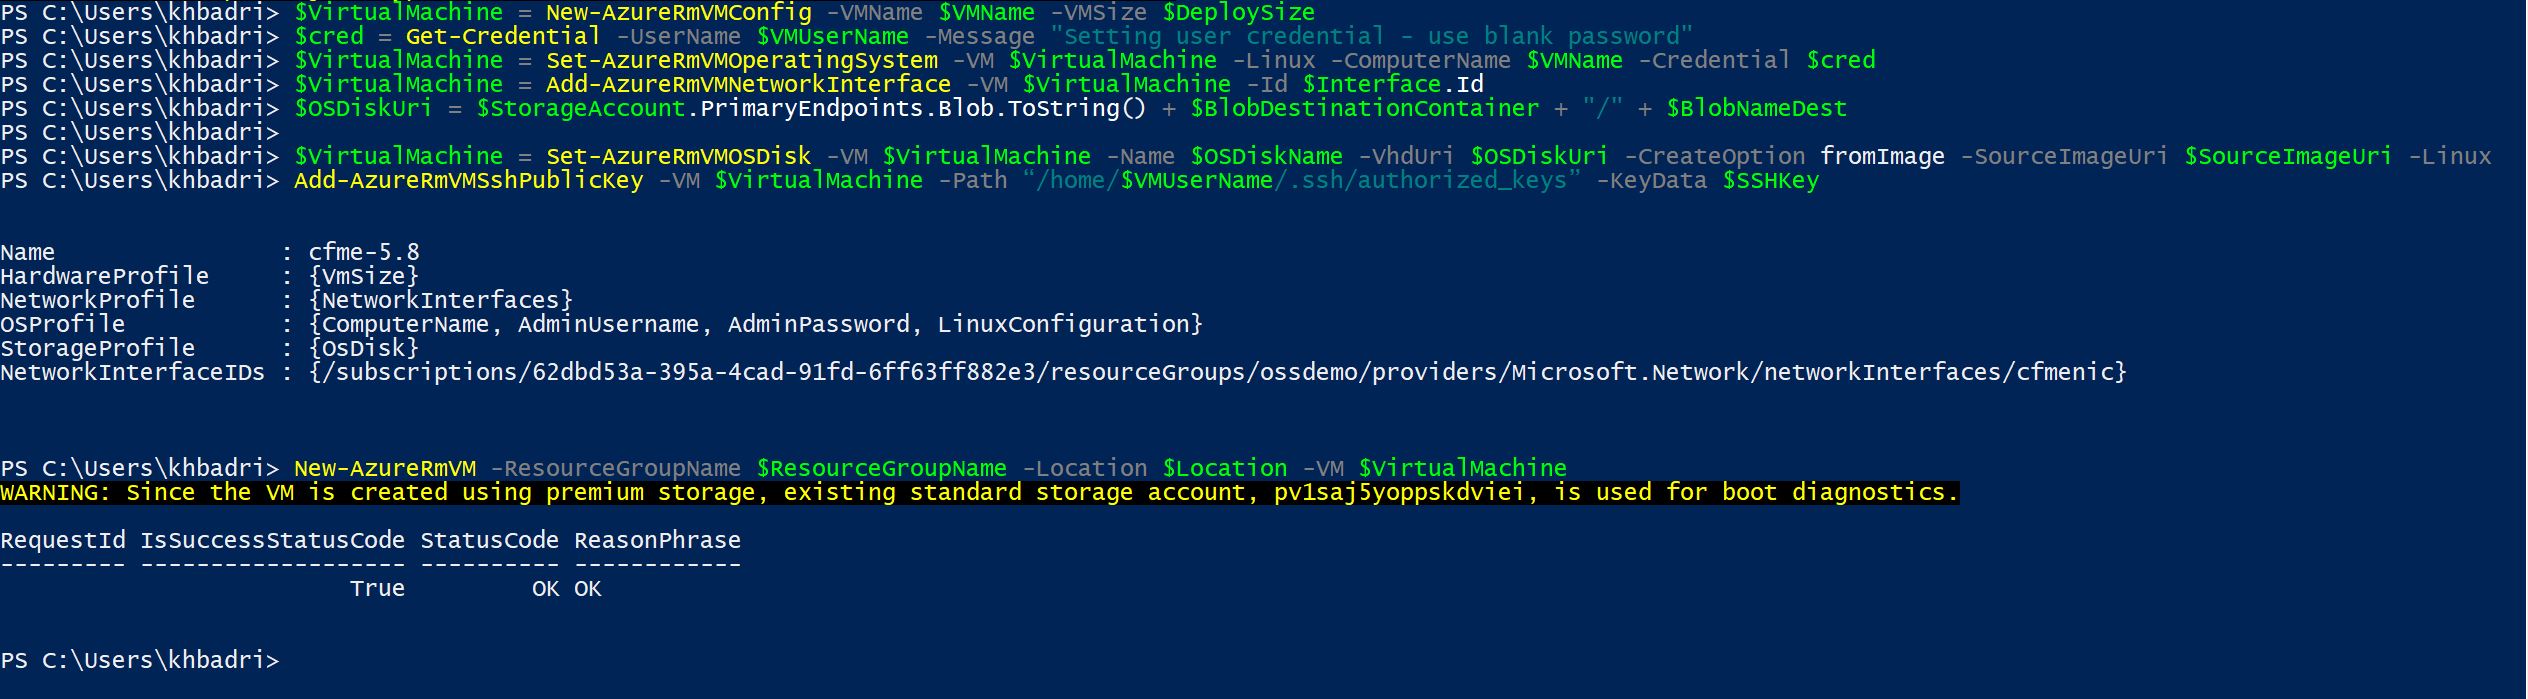 PS C:\Users\khbadri> $VirtualMachine = New-AzureRmVMConfig -VMName $VMName -VMSize $DeploySize
PS C:\Users\khbadri> $cred = Get-Credential -UserName $VMUserName -Message "Setting user credential - use blank password"
PS C:\Users\khbadri> $VirtualMachine = Set-AzureRmVMOperatingSystem -VM $VirtualMachine -Linux -ComputerName $VMName -Credential $cred
PS C:\Users\khbadri> $VirtualMachine = Add-AzureRmVMNetworkInterface -VM $VirtualMachine -Id $Interface.Id
PS C:\Users\khbadri> $OSDiskUri = $StorageAccount.PrimaryEndpoints.Blob.ToString() + $BlobDestinationContainer + "/" + $BlobNameDest
PS C:\Users\khbadri>
PS C:\Users\khbadri> $VirtualMachine = Set-AzureRmVMOSDisk -VM $VirtualMachine -Name $OSDiskName -VhdUri $OSDiskUri -CreateOption fromImage -SourceImageUri $SourceImageUri -Linux
PS C:\Users\khbadri> Add-AzureRmVMSshPublicKey -VM $VirtualMachine -Path “/home/$VMUserName/.ssh/authorized_keys” -KeyData $SSHKey
Name : cfme-5.8
HardwareProfile : {VmSize}
NetworkProfile : {NetworkInterfaces}
OSProfile : {ComputerName, AdminUsername, AdminPassword, LinuxConfiguration}
StorageProfile : {OsDisk}
NetworkInterfaceIDs : {/subscriptions/62dbd53a-395a-4cad-91fd-6ff63ff882e3/resourceGroups/ossdemo/providers/Microsoft.Network/networkInterfaces/cfmenic}
PS C:\Users\khbadri> New-AzureRmVM -ResourceGroupName $ResourceGroupName -Location $Location -VM $VirtualMachine
WARNING: Since the VM is created using premium storage, existing standard storage account, pv1saj5yoppskdviei, is used for boot diagnostics.
RequestId IsSuccessStatusCode StatusCode ReasonPhrase
--------- ------------------- ---------- ------------
True OK OK
PS C:\Users\khbadri>